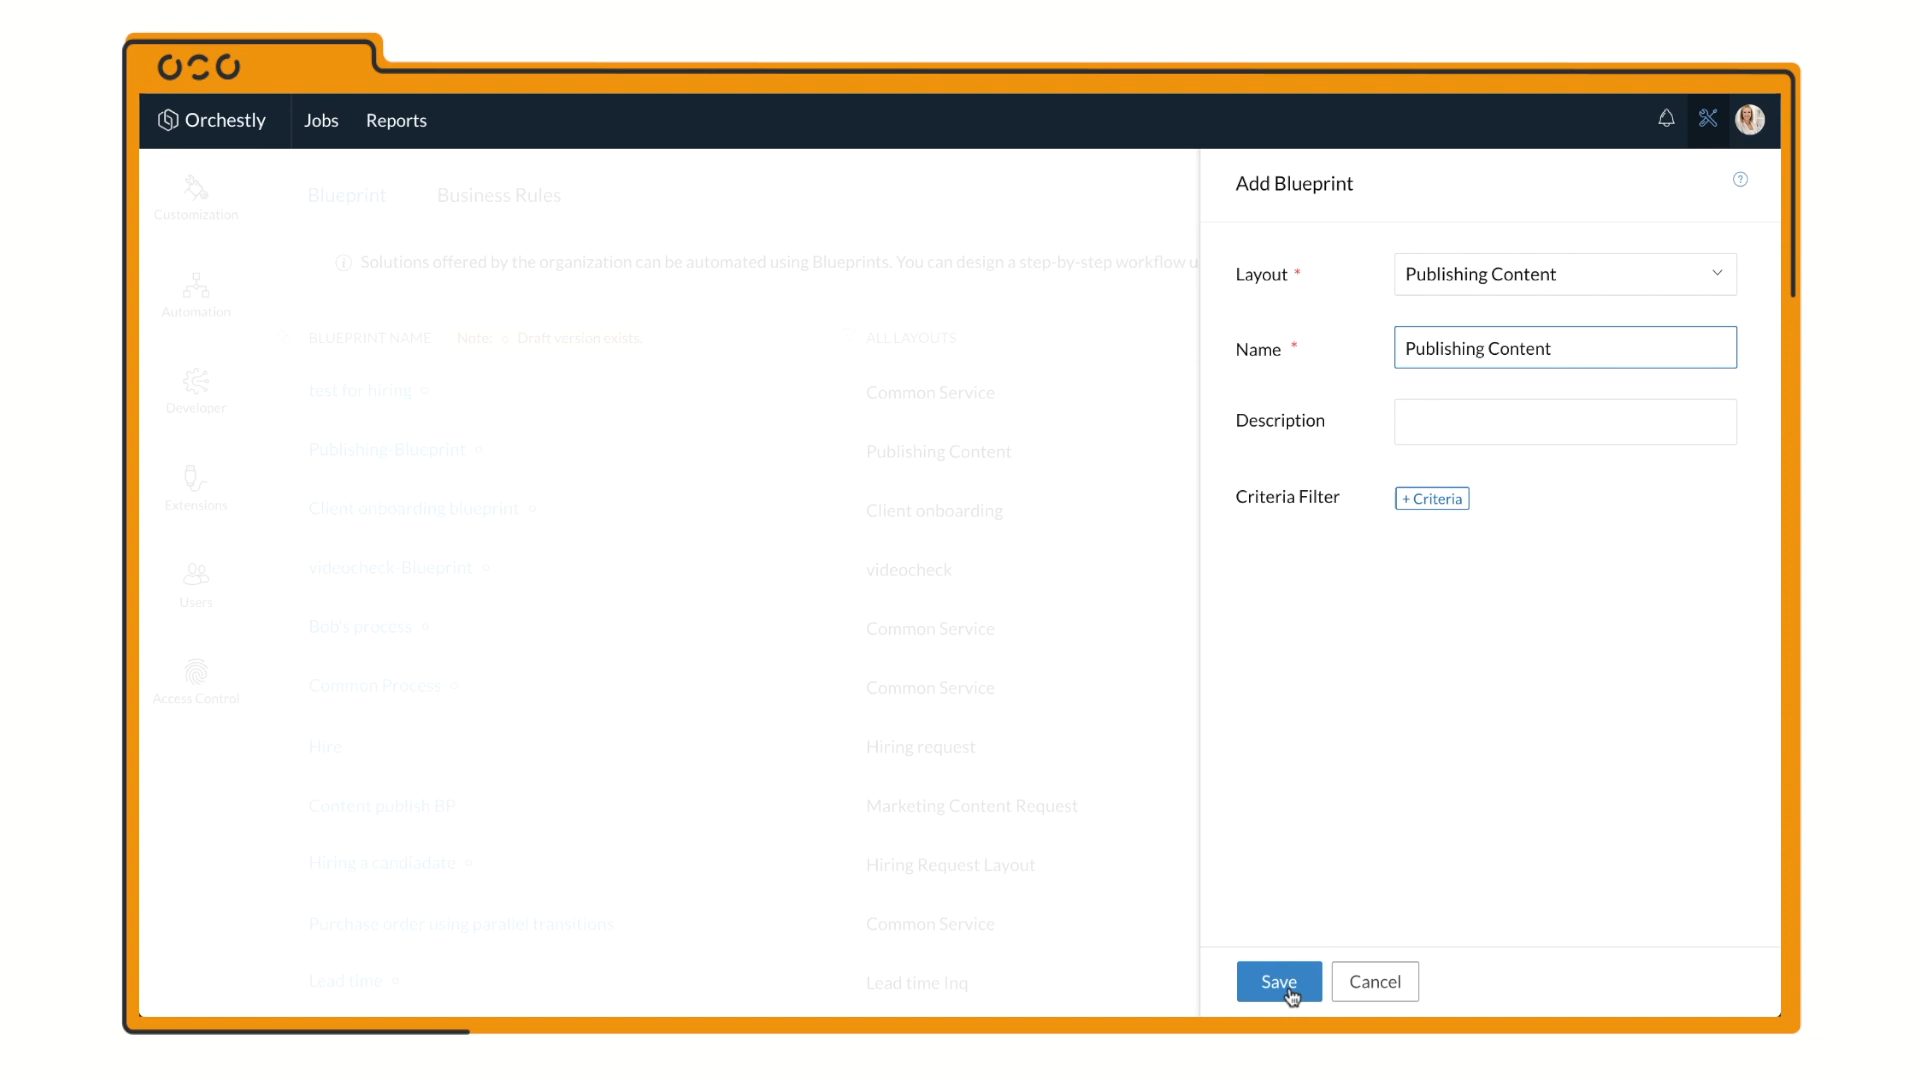 Orchestly
Jobs
Reports
Customization
Automation
Developer
Extensions
Users
Access Control
Blueprint
Business Rules
Solutions offered by the organization can be automated using Blueprints. You can design a step-by-step workflow u
BLUEPRINT NAME Note: Draft version exists. ALL LAYOUTS
test for hiring Common Service
Publishing-Blueprint Publishing Content
Client onboarding blueprint Client onboarding
videocheck-Blueprint videocheck
Bob's process Common Service
Common Process Common Service
Hire Hiring request
Content publish BP Marketing Content Request
Hiring a candiadate Hiring Request Layout
Purchase order using parallel transitions Common Service
Lead time Lead time Inq
Add Blueprint
Layout * Publishing Content
Name * Publishing Content
Description
Criteria Filter + Criteria
Save Cancel